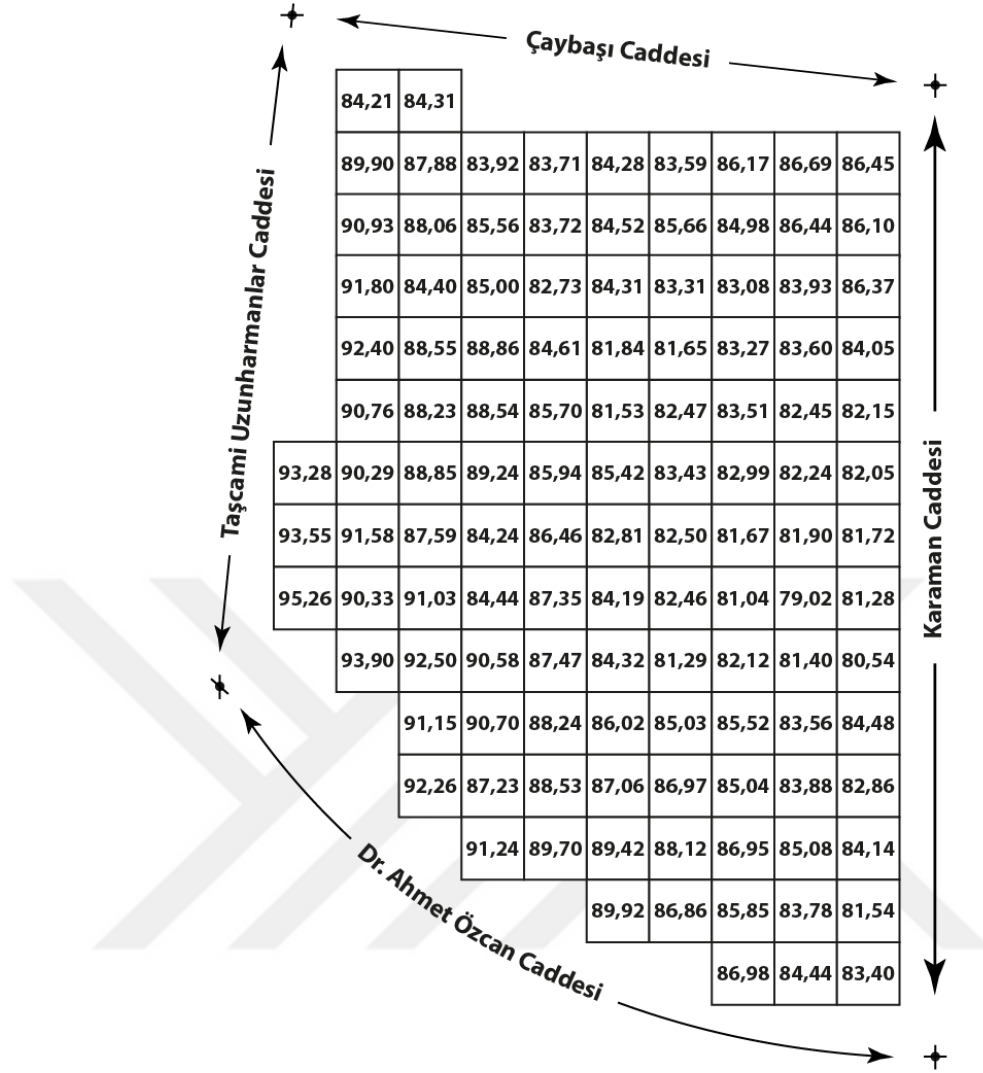 Çaybaşı Caddesi
84,21 84,31
89,90 87,88 83,92 83,71 84,28 83,59 86,17 86,69 86,45
90,93 88,06 85,56 83,72 84,52 85,66 84,98 86,44 86,10
91,80 84,40 85,00 82,73 84,31 83,31 83,08 83,93 86,37
92,40 88,55 88,86 84,61 81,84 81,65 83,27 83,60 84,05
90,76 88,23 88,54 85,70 81,53 82,47 83,51 82,45 82,15
93,28 90,29 88,85 89,24 85,94 85,42 83,43 82,99 82,24 82,05
93,55 91,58 87,59 84,24 86,46 82,81 82,50 81,67 81,90 81,72
95,26 90,33 91,03 84,44 87,35 84,19 82,46 81,04 79,02 81,28
93,90 92,50 90,58 87,47 84,32 81,29 82,12 81,40 80,54
91,15 90,70 88,24 86,02 85,03 85,52 83,56 84,48
92,26 87,23 88,53 87,06 86,97 85,04 83,88 82,86
91,24 89,70 89,42 88,12 86,95 85,08 84,14
89,92 86,86 85,85 83,78 81,54
86,98 84,44 83,40
Taşcami Uzunharmanlar Caddesi
Karaman Caddesi
Dr. Ahmet Özcan Caddesi